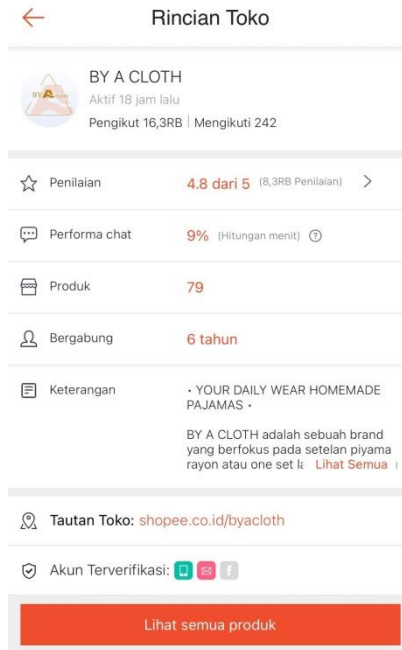 Rincian Toko
BY A CLOTH
Aktif 18 jam lalu
Pengikut 16,3RB | Mengikuti 242
Penilaian 4.8 dari 5 (8,3RB Penilaian)
Performa chat 9% (Hitungan menit)
Produk 79
Bergabung 6 tahun
Keterangan • YOUR DAILY WEAR HOMEMADE
PAJAMAS •
BY A CLOTH adalah sebuah brand
yang berfokus pada setelan piyama
rayon atau one set Lihat Semua
Tautan Toko: shopee.co.id/byacloth
Akun Terverifikasi:
Lihat semua produk